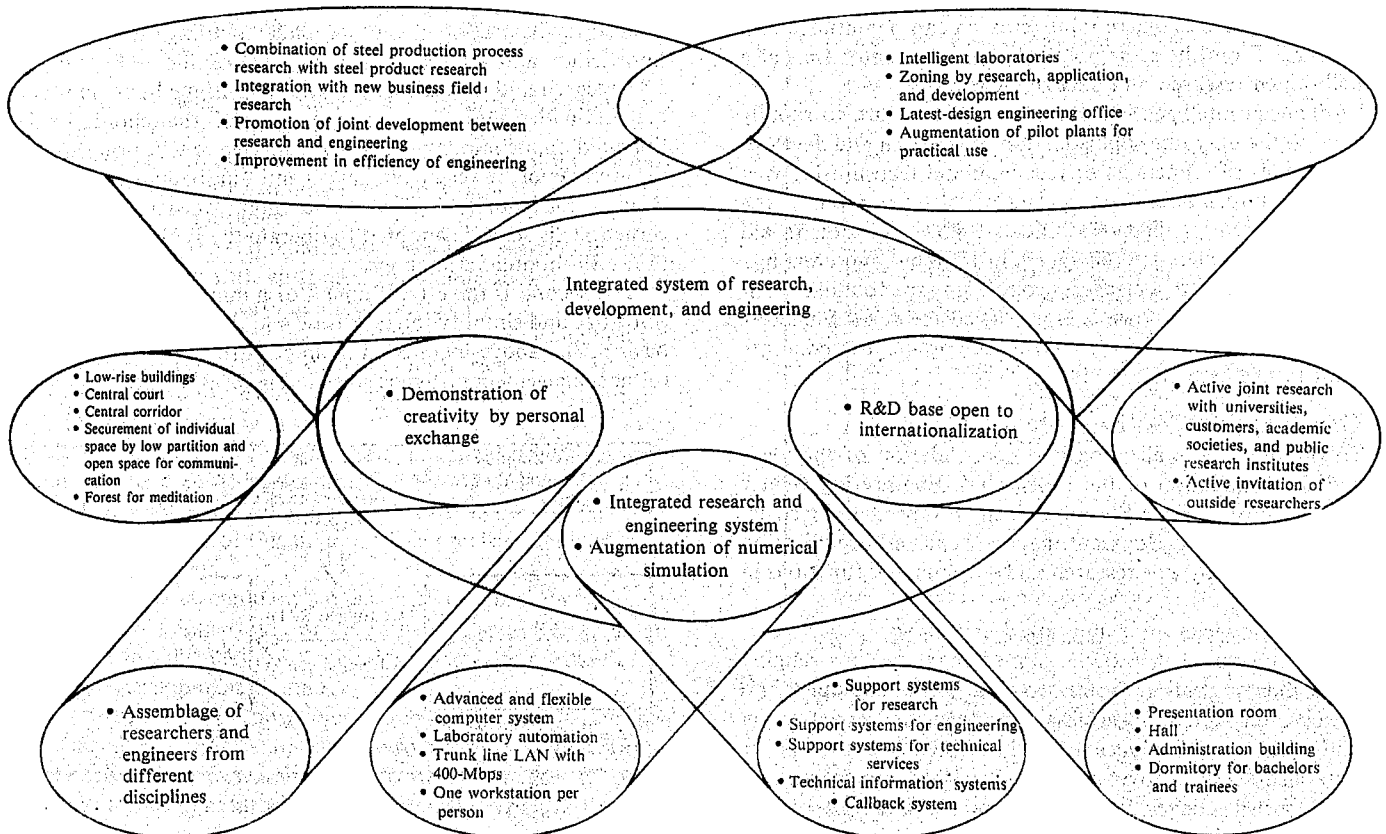 • Combination of steel production process
research with steel product research
• Integration with new business field
research
• Promotion of joint development between
research and engineering
• Improvement in efficiency of engineering
• Intelligent laboratories
• Zoning by research, application,
and development
• Latest-design engineering office
• Augmentation of pilot plants for
practical use
Integrated system of research,
development, and engineering
• Low-rise buildings
• Central court
• Central corridor
• Securement of individual
space by low partition and
open space for communi-
cation
• Forest for meditation
• Demonstration of
creativity by personal
exchange
• R&D base open to
internationalization
• Active joint research
with universities,
customers, academic
societies, and public
research institutes
• Active invitation of
outside researchers
• Integrated research and
engineering system
• Augmentation of numerical
simulation
• Assemblage of
researchers and
engineers from
different
disciplines
• Advanced and flexible
computer system
• Laboratory automation
• Trunk line LAN with
400-Mbps
• One workstation per
person
• Support systems
for research
• Support systems for engineering
• Support systems for technical
services
• Technical information systems
• Callback system
• Presentation room
• Hall
• Administration building
• Dormitory for bachelors
and trainees